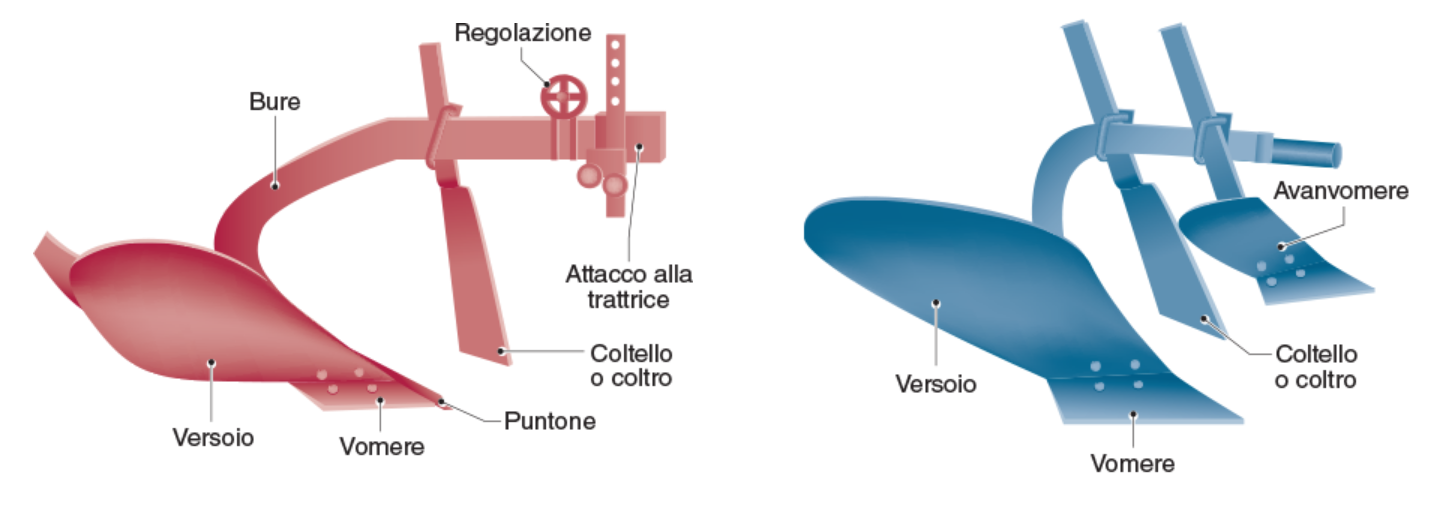 Regolazione
Bure
Attacco alla
trattrice
Coltello
o coltro
Puntone
Versoio
Vomere
Avanvomere
Coltello
o coltro
Versoio
Vomere